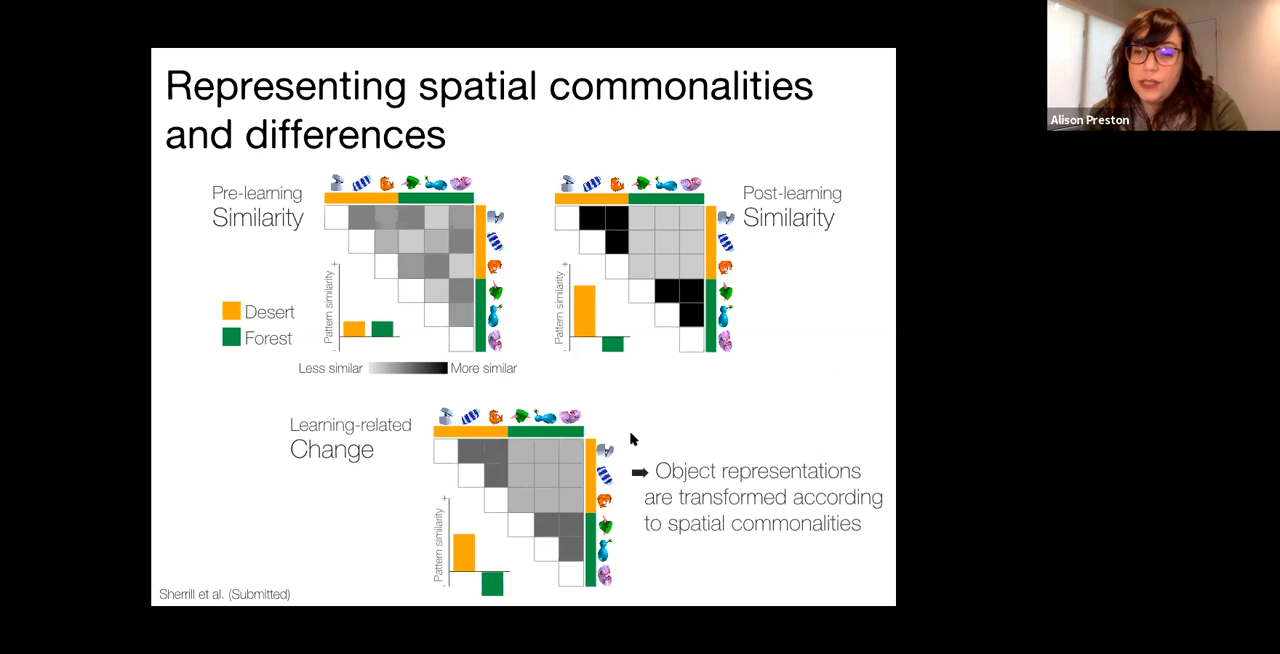 Representing spatial commonalities
and differences
Pre-learning
Similarity
Post-learning
Similarity
+
Pattern similarity
-
+
Pattern similarity
-
Desert
Forest
Less similar
More similar
Learning-related
Change
+
Pattern similarity
-
➡ Object representations
are transformed according
to spatial commonalities
Sherrill et al. (Submitted)
Alison Preston